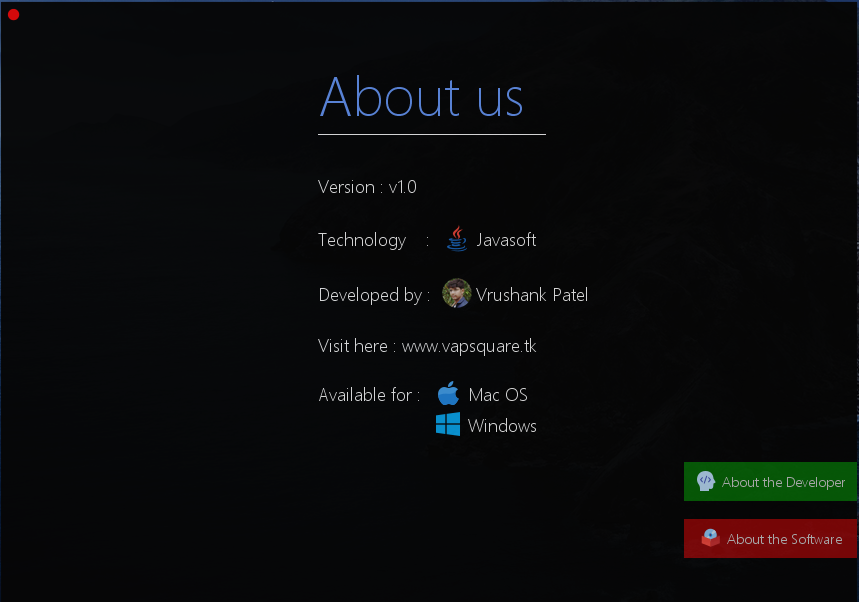 About us
Version : v1.0
Technology : Javasoft
Developed by : Vrushank Patel
Visit here : www.vapsquare.tk
Available for : Mac OS
Windows
About the Developer
About the Software